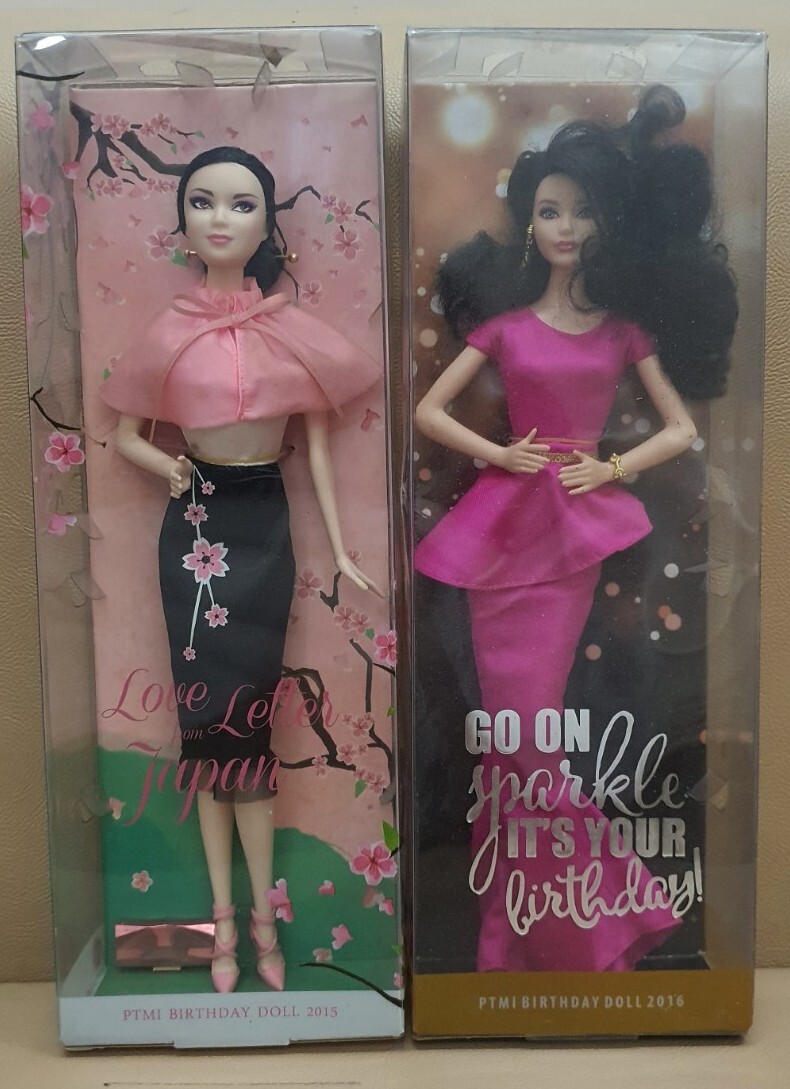 Love
from Letter
Japan
PTMI BIRTHDAY DOLL 2015
GO ON
sparkle
IT'S YOUR
birthday!
PTMI BIRTHDAY DOLL 2016